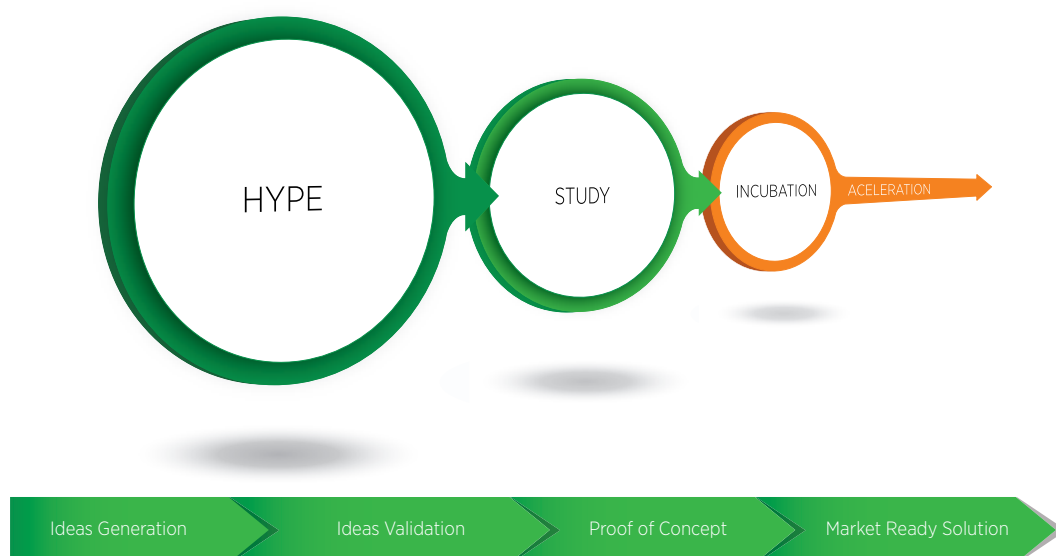 HYPE
STUDY
INCUBATION
ACELERATION
Ideas Generation
Ideas Validation
Proof of Concept
Market Ready Solution